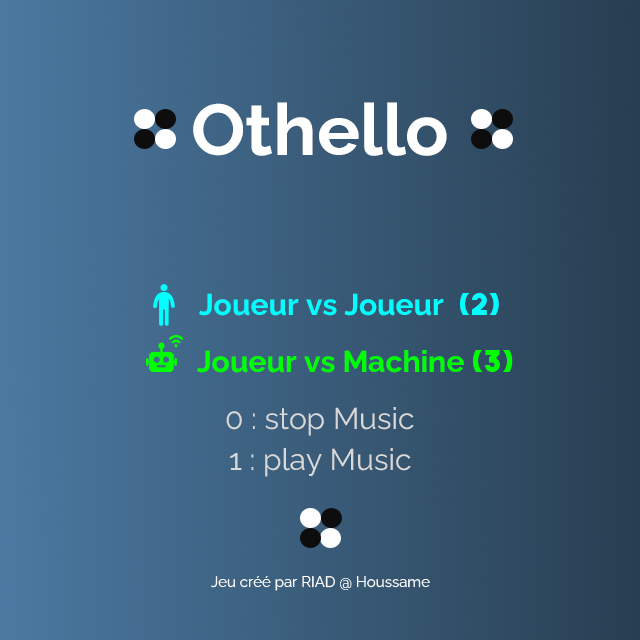 Othello
Joueur vs Joueur (2)
Joueur vs Machine (3)
0 : stop Music
1 : play Music
Jeu créé par RIAD @ Houssame